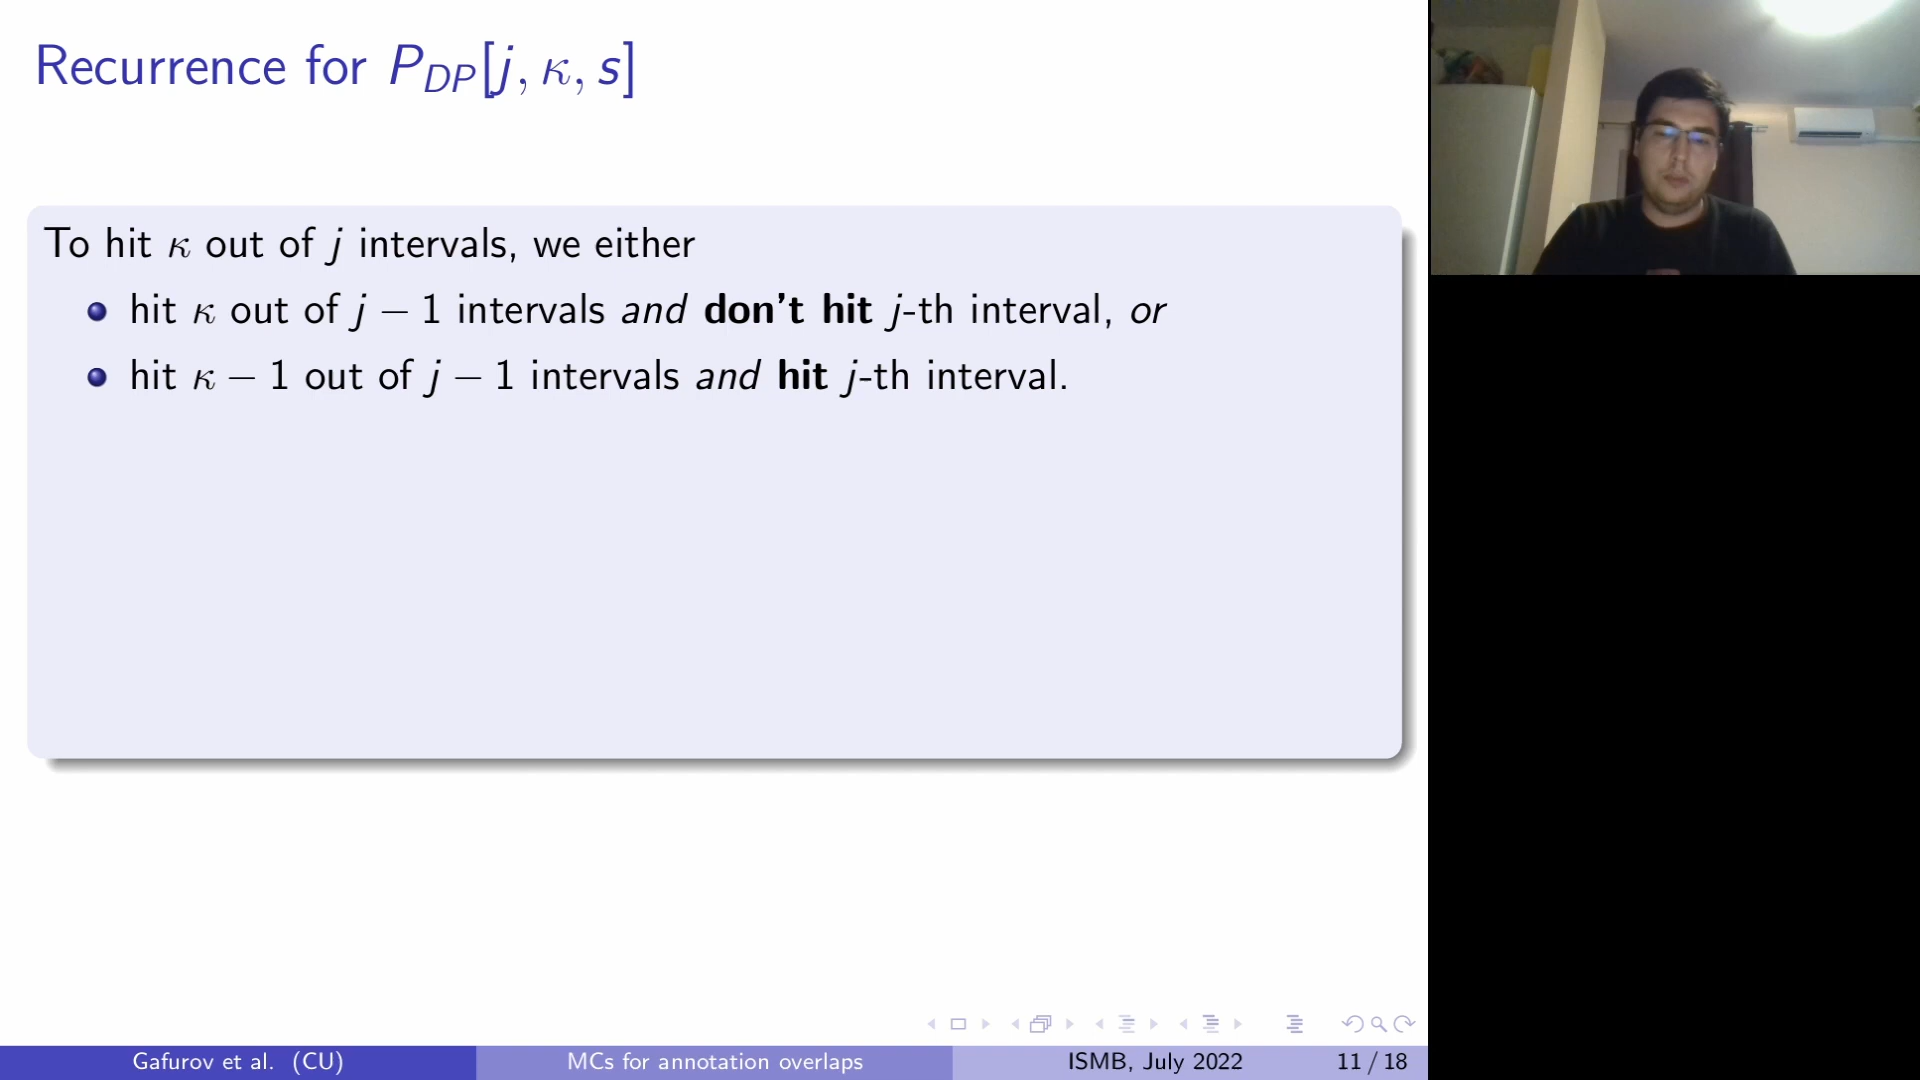 Recurrence for P_DP[j, κ, s]
To hit κ out of j intervals, we either
hit κ out of j − 1 intervals and don't hit j-th interval, or
hit κ − 1 out of j − 1 intervals and hit j-th interval.
Gafurov et al. (CU) MCs for annotation overlaps ISMB, July 2022 11 / 18